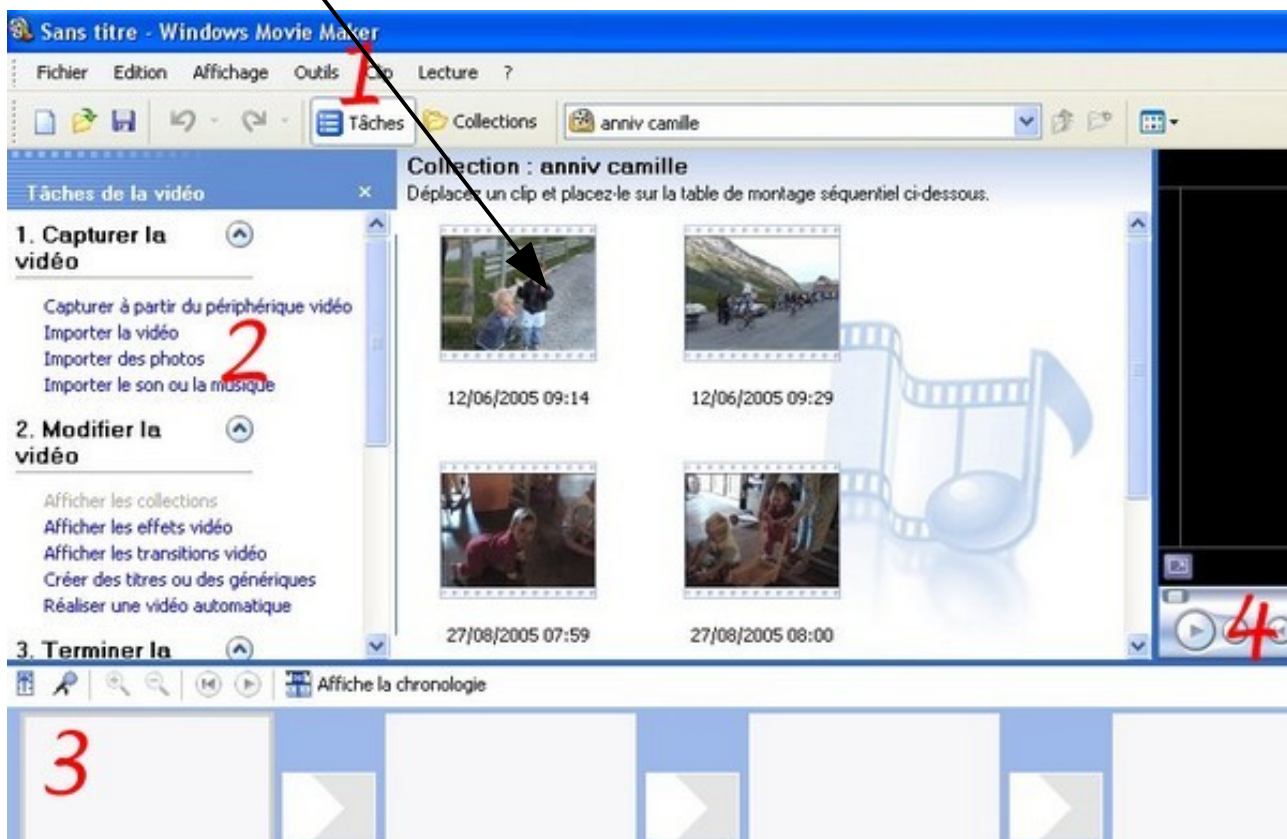 Sans titre - Windows Movie Maker
Fichier Edition Affichage Outils Clip Lecture ?
1
Tâches Collections anniv camille
Tâches de la vidéo
1. Capturer la
vidéo
Capturer à partir du périphérique vidéo
Importer la vidéo
Importer des photos
Importer le son ou la musique
2
2. Modifier la
vidéo
Afficher les collections
Afficher les effets vidéo
Afficher les transitions vidéo
Créer des titres ou des génériques
Réaliser une vidéo automatique
3. Terminer la
Collection : anniv camille
Déplacez un clip et placez-le sur la table de montage séquentiel ci-dessous.
12/06/2005 09:14
12/06/2005 09:29
27/08/2005 07:59
27/08/2005 08:00
4
Affiche la chronologie
3